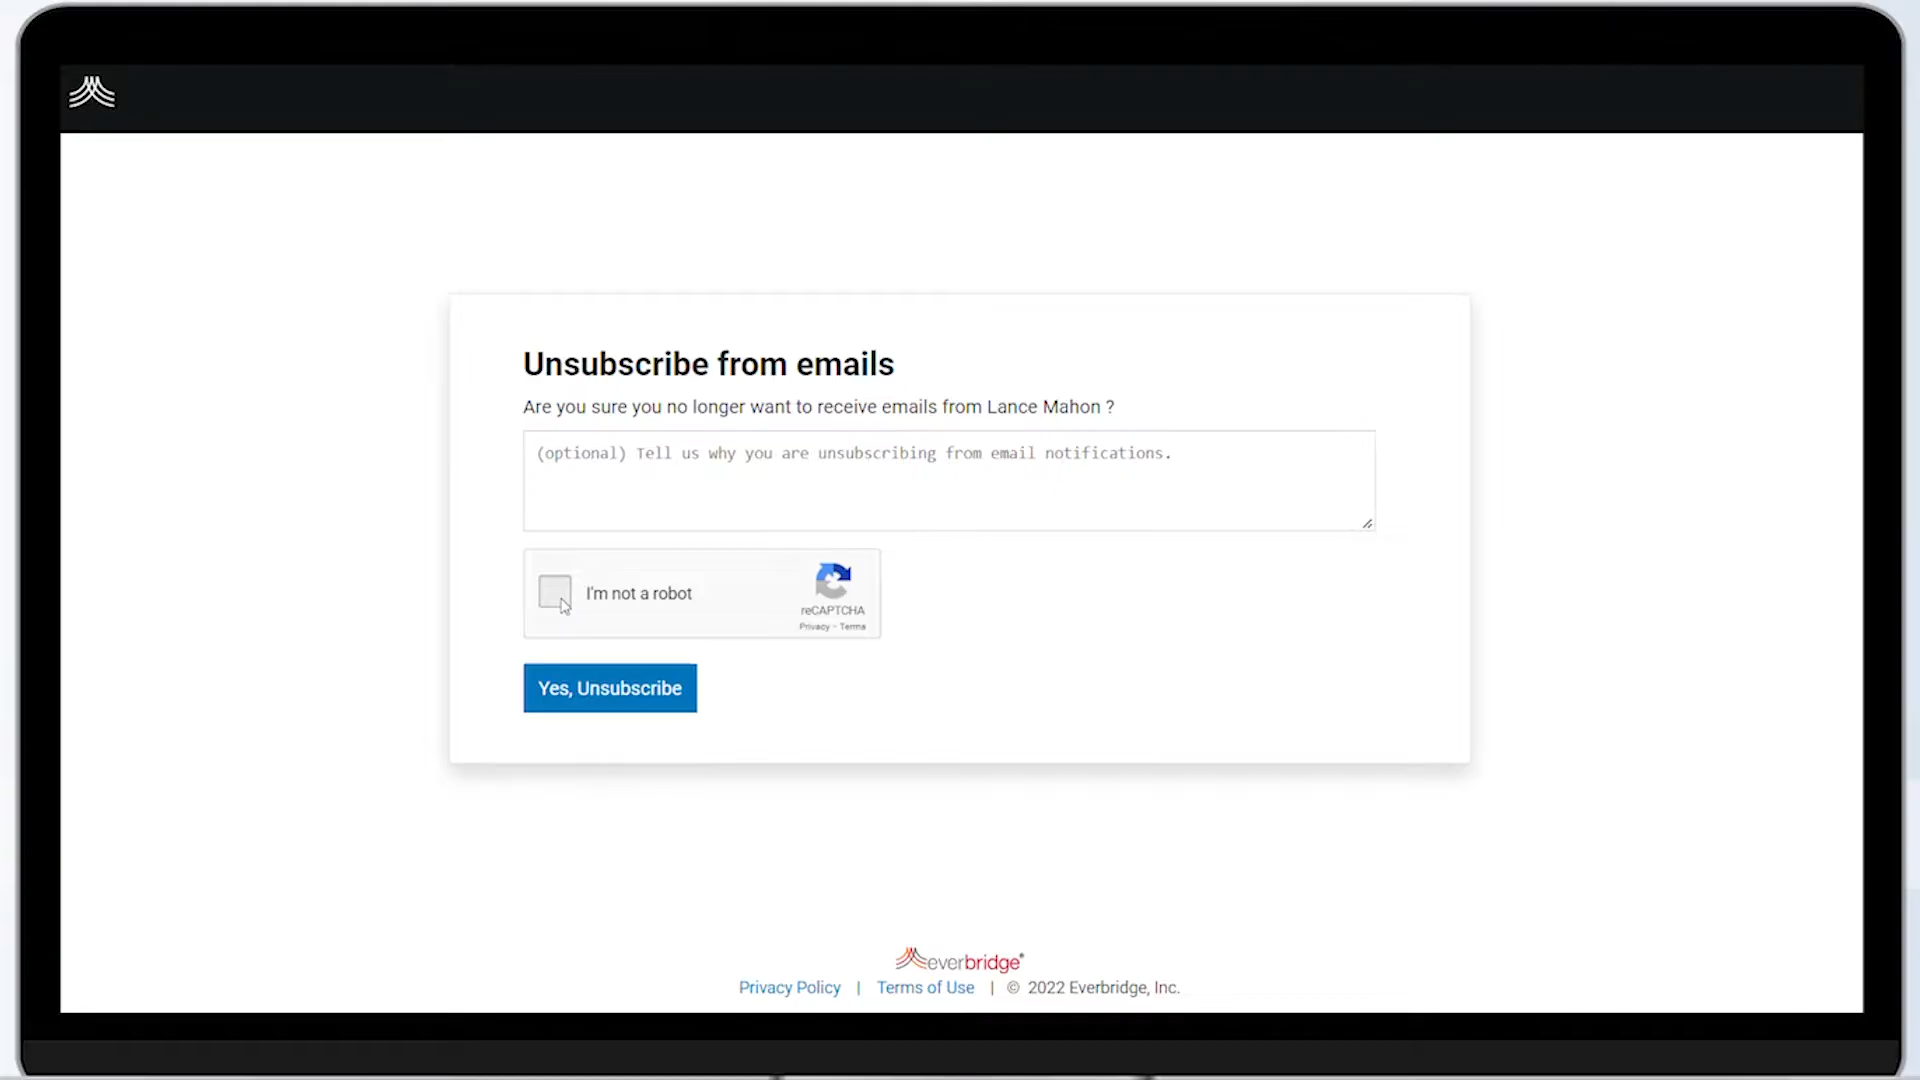 Unsubscribe from emails
Are you sure you no longer want to receive emails from Lance Mahon ?
(optional) Tell us why you are unsubscribing from email notifications.
I'm not a robot
reCAPTCHA
Privacy - Terms
Yes, Unsubscribe
everbridge®
Privacy Policy | Terms of Use | © 2022 Everbridge, Inc.